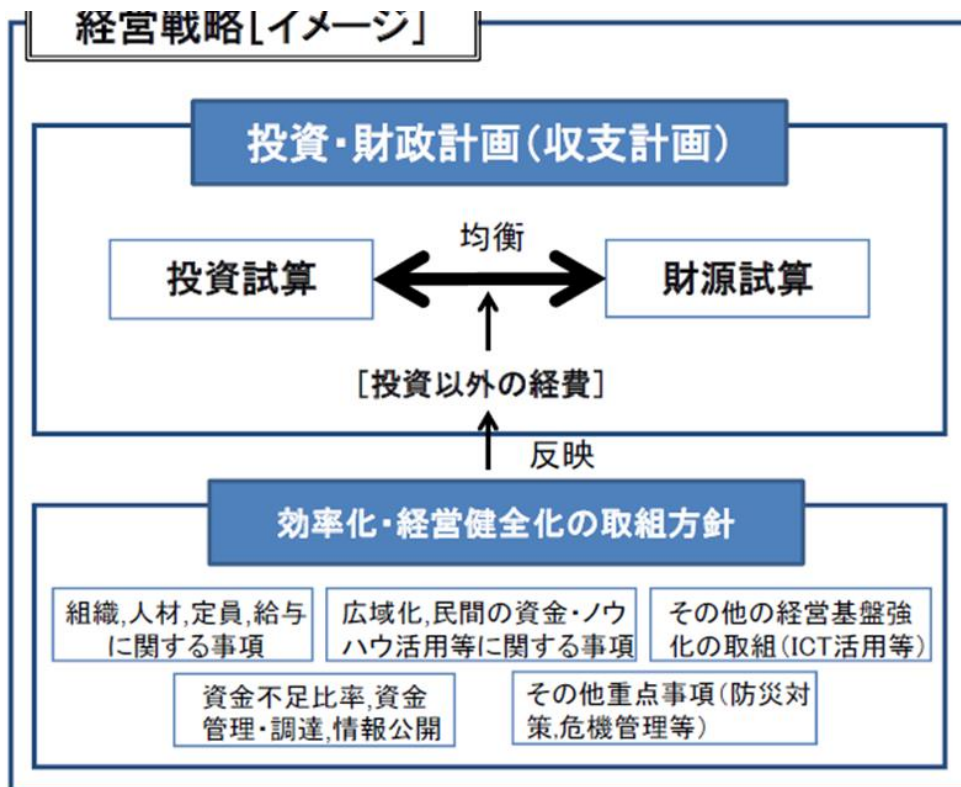 経営戦略[イメージ]
投資・財政計画(収支計画)
均衡
投資試算
財源試算
[投資以外の経費]
反映
効率化・経営健全化の取組方針
組織,人材,定員,給与
に関する事項
広域化,民間の資金・ノウ
ハウ活用等に関する事項
その他の経営基盤強
化の取組(ICT活用等)
資金不足比率,資金
管理・調達,情報公開
その他重点事項(防災対
策,危機管理等)